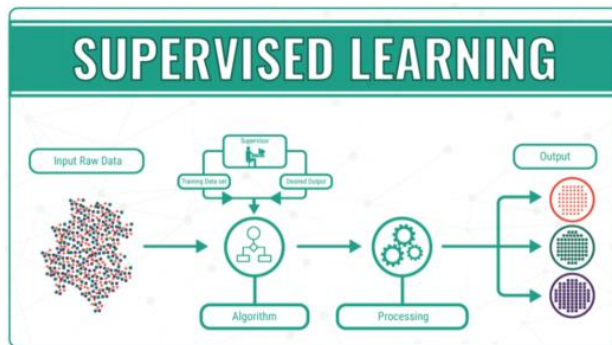 SUPERVISED LEARNING
Input Raw Data
Supervisor
Training Data set
Desired Output
Algorithm
Processing
Output